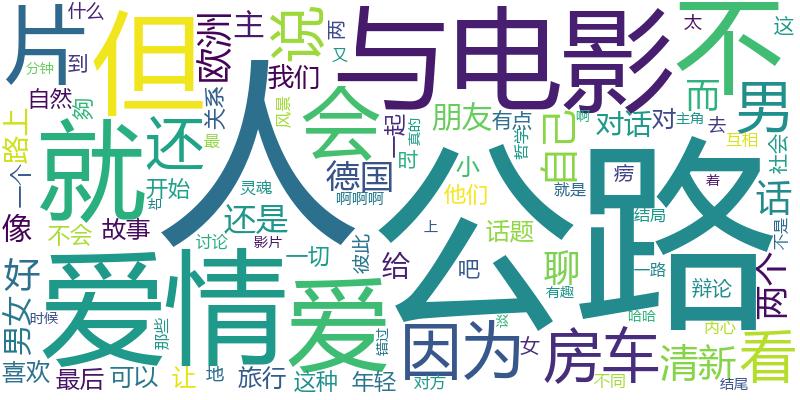 片
什么
到
分钟
但
欧洲
主
说
两
又
与
电影
不
太
这
自然
够
关系
最
我们
风景
而
男
路上
就
还
人
会
一起
朋友
时
真的
有点
哲学
自己
啊
对话
对
主角
去
互相
社会
一个
开始
却
灵魂
德国
啊啊啊
公路
小
他们
就是
痨
着
话
像
不会
故事
还是
讨论
影片
一切
彼此
给
上
吧
话题
聊
结局
一路
有趣
辩论
两个
不是
好
男女
时候
爱情
那些
爱
错过
因为
女
房车
哈哈
内心
清新
看
喜欢
最后
可以
让
地
旅行
这种
年轻
对方
不同
结尾